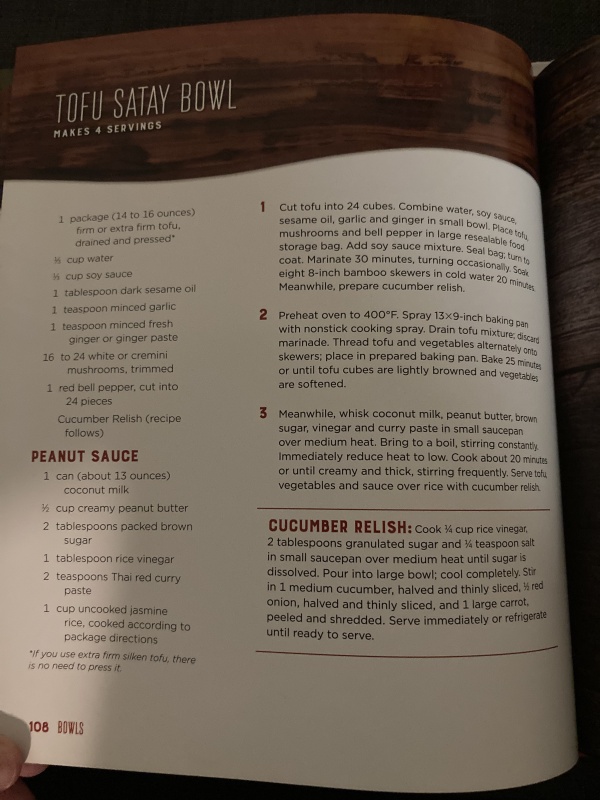 TOFU SATAY BOWL
MAKES 4 SERVINGS
1 package (14 to 16 ounces)
firm or extra firm tofu,
drained and pressed*
⅓ cup water
⅓ cup soy sauce
1 tablespoon dark sesame oil
1 teaspoon minced garlic
1 teaspoon minced fresh
ginger or ginger paste
16 to 24 white or cremini
mushrooms, trimmed
1 red bell pepper, cut into
24 pieces
Cucumber Relish (recipe
follows)
PEANUT SAUCE
1 can (about 13 ounces)
coconut milk
½ cup creamy peanut butter
2 tablespoons packed brown
sugar
1 tablespoon rice vinegar
2 teaspoons Thai red curry
paste
1 cup uncooked jasmine
rice, cooked according to
package directions
*If you use extra firm silken tofu, there
is no need to press it.
1 Cut tofu into 24 cubes. Combine water, soy sauce,
sesame oil, garlic and ginger in small bowl. Place tofu,
mushrooms and bell pepper in large resealable food
storage bag. Add soy sauce mixture. Seal bag; turn to
coat. Marinate 30 minutes, turning occasionally. Soak
eight 8-inch bamboo skewers in cold water 20 minutes.
Meanwhile, prepare cucumber relish.
2 Preheat oven to 400°F. Spray 13×9-inch baking pan
with nonstick cooking spray. Drain tofu mixture; discard
marinade. Thread tofu and vegetables alternately onto
skewers; place in prepared baking pan. Bake 25 minutes
or until tofu cubes are lightly browned and vegetables
are softened.
3 Meanwhile, whisk coconut milk, peanut butter, brown
sugar, vinegar and curry paste in small saucepan
over medium heat. Bring to a boil, stirring constantly.
Immediately reduce heat to low. Cook about 20 minutes
or until creamy and thick, stirring frequently. Serve tofu,
vegetables and sauce over rice with cucumber relish.
CUCUMBER RELISH: Cook ¼ cup rice vinegar,
2 tablespoons granulated sugar and ¼ teaspoon salt
in small saucepan over medium heat until sugar is
dissolved. Pour into large bowl; cool completely. Stir
in 1 medium cucumber, halved and thinly sliced, ½ red
onion, halved and thinly sliced, and 1 large carrot,
peeled and shredded. Serve immediately or refrigerate
until ready to serve.
108 BOWLS